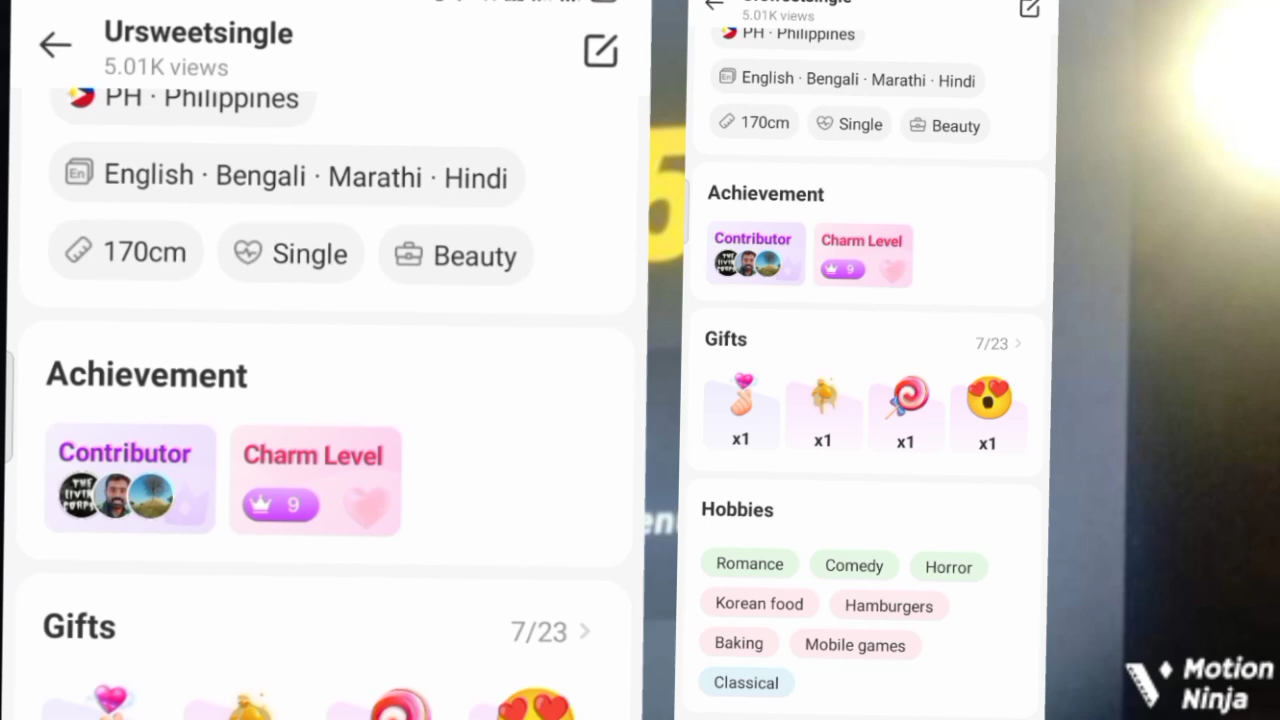 Ursweetsingle
5.01K views
PH · Philippines
English · Bengali · Marathi · Hindi
170cm
Single
Beauty
Achievement
Contributor
Charm Level
9
Gifts
7/23
5.01K views
PH · Philippines
English · Bengali · Marathi · Hindi
170cm
Single
Beauty
Achievement
Contributor
Charm Level
9
Gifts
7/23
x1
x1
x1
x1
Hobbies
Romance
Comedy
Horror
Korean food
Hamburgers
Baking
Mobile games
Classical
Motion
Ninja